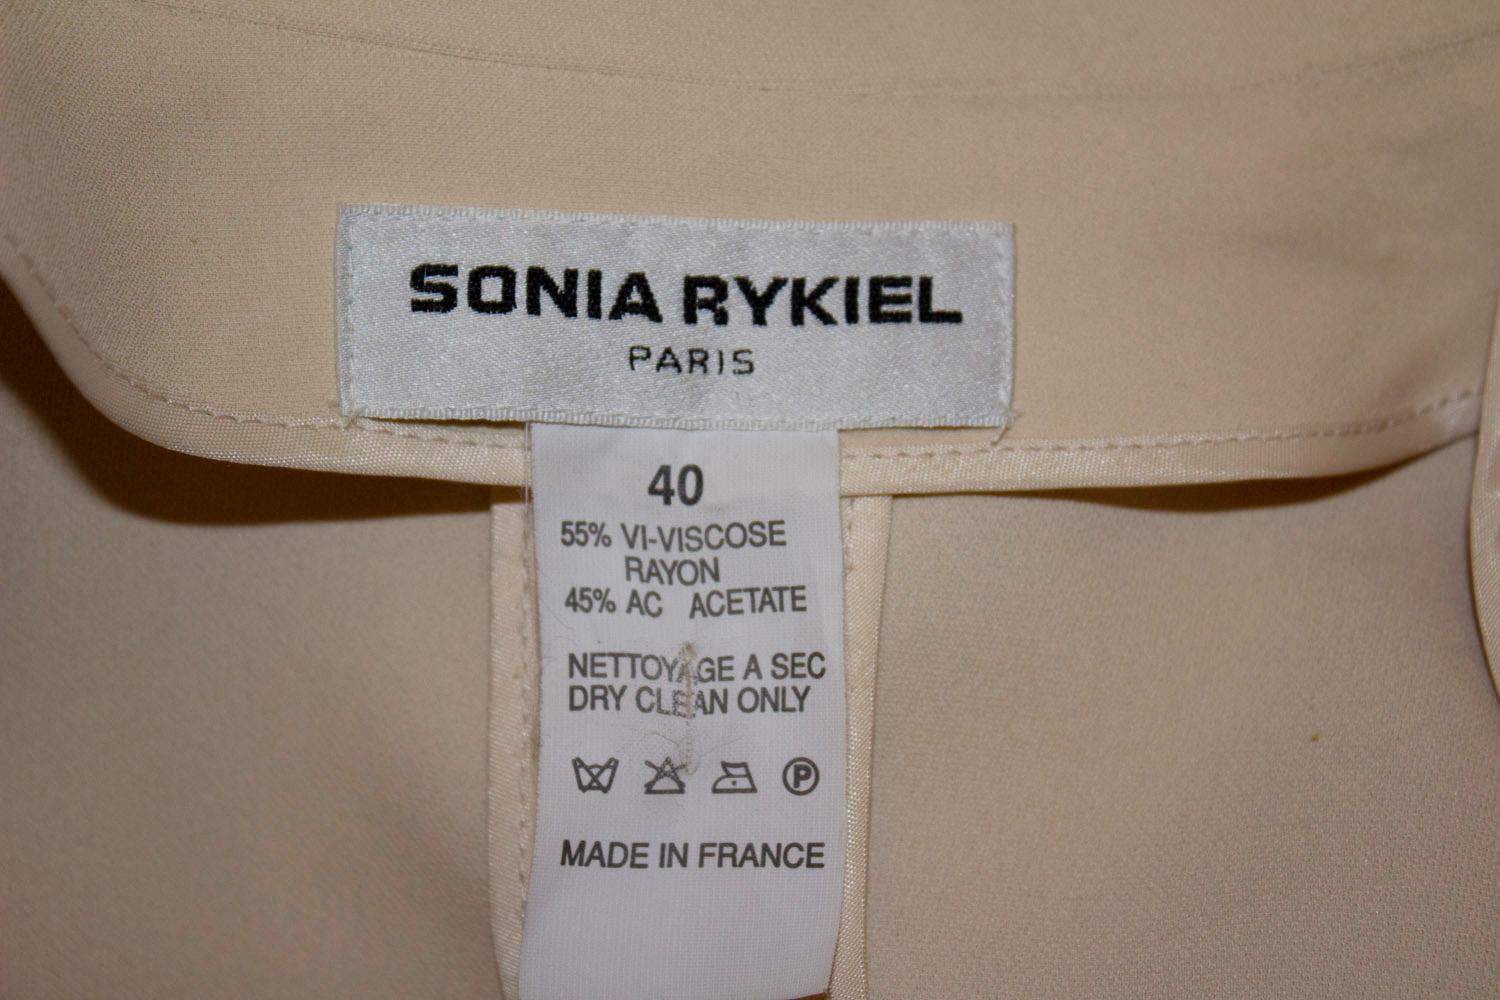 SONIA RYKIEL
PARIS
40
55% VI-VISCOSE
RAYON
45% AC ACETATE
NETTOYAGE A SEC
DRY CLEAN ONLY
P
MADE IN FRANCE